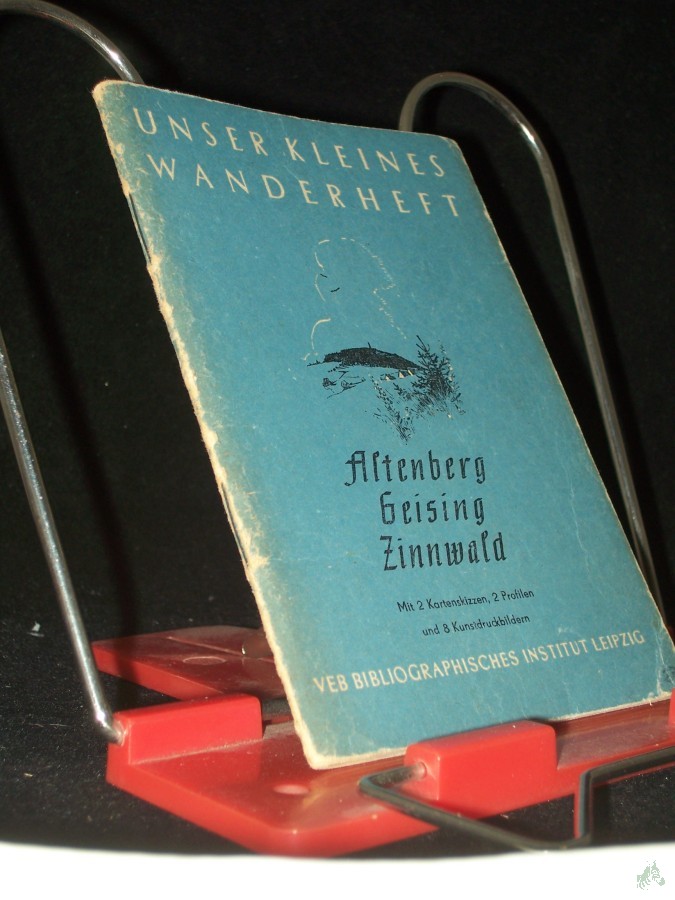 UNSER KLEINES
WANDERHEFT
Altenberg
Geising
Zinnwald
Mit 2 Kartenskizzen, 2 Profilen
und 8 Kunstdruckbildern
VEB BIBLIOGRAPHISCHES INSTITUT LEIPZIG